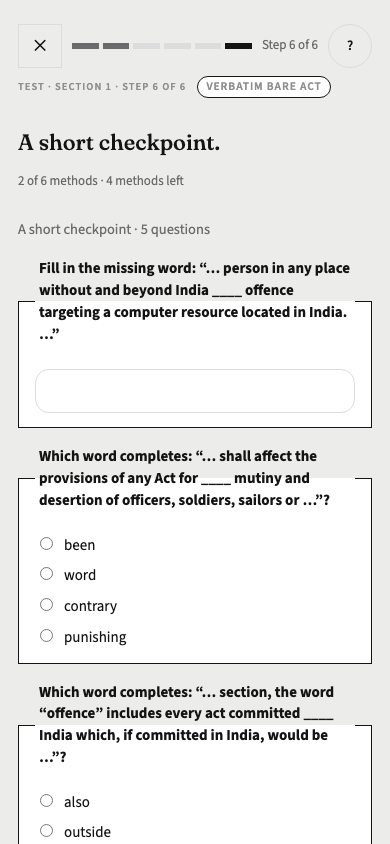 Step 6 of 6
?
TEST · SECTION 1 · STEP 6 OF 6
VERBATIM BARE ACT
A short checkpoint.
2 of 6 methods · 4 methods left
A short checkpoint · 5 questions
Fill in the missing word: “… person in any place
without and beyond India ____ offence
targeting a computer resource located in India.
…”
Which word completes: “… shall affect the
provisions of any Act for ____ mutiny and
desertion of officers, soldiers, sailors or …”?
been
word
contrary
punishing
Which word completes: “… section, the word
“offence” includes every act committed ____
India which, if committed in India, would be
…”?
also
outside